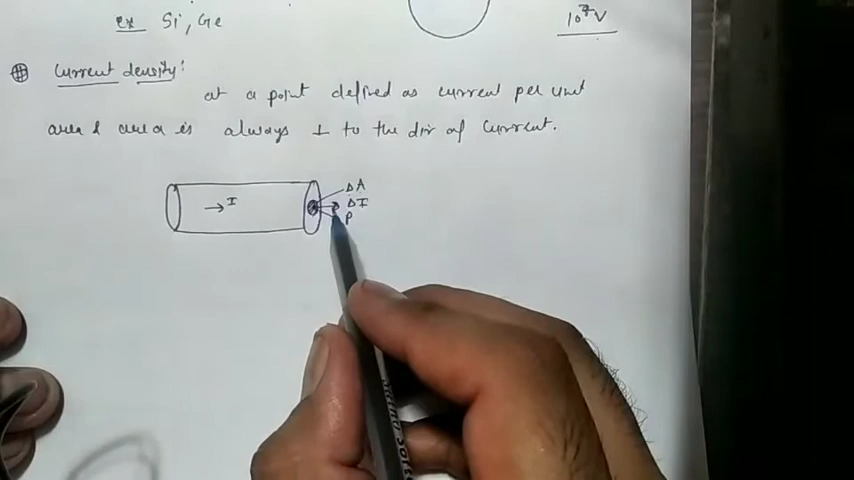 ex Si, Ge
10⁷V
Current density:
at a point defined as current per unit
area & area is always ⊥ to the dir of current.
→ I
ΔA
ΔI
P